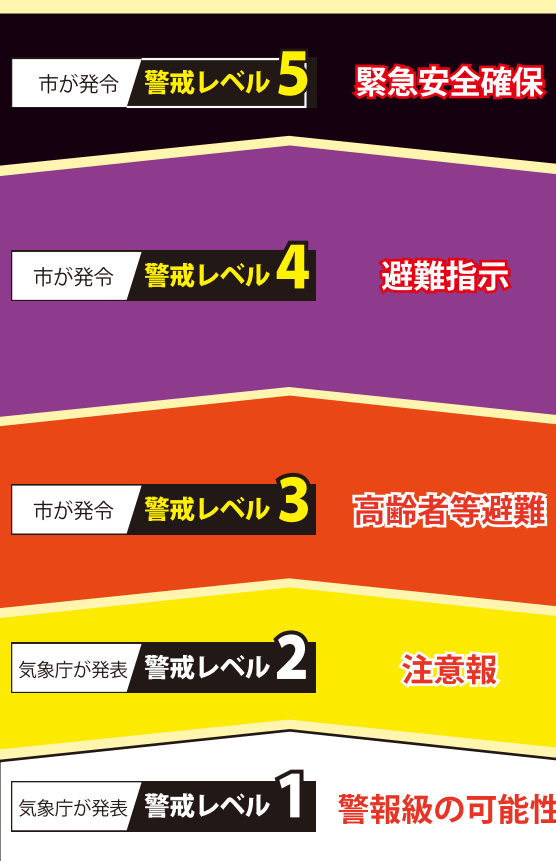 市が発令 警戒レベル5 緊急安全確保
市が発令 警戒レベル4 避難指示
市が発令 警戒レベル3 高齢者等避難
気象庁が発表 警戒レベル2 注意報
気象庁が発表 警戒レベル1 警報級の可能性